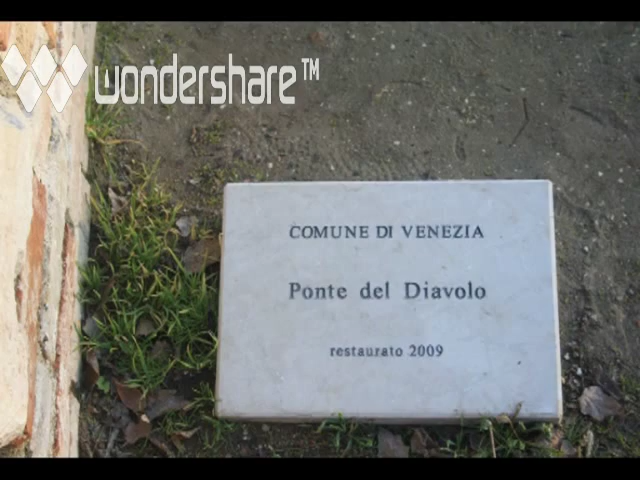 wondershare™
COMUNE DI VENEZIA
Ponte del Diavolo
restaurato 2009